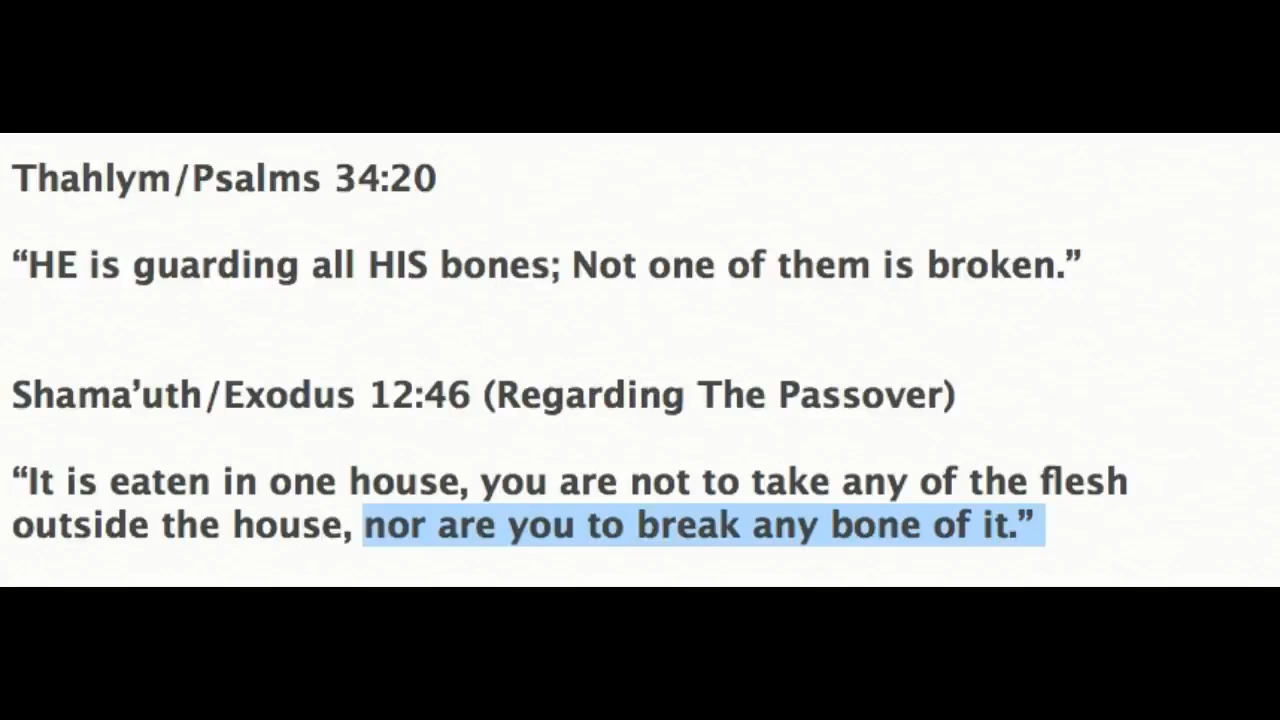 Thahlym/Psalms 34:20
“HE is guarding all HIS bones; Not one of them is broken.”
Shama’uth/Exodus 12:46 (Regarding The Passover)
“It is eaten in one house, you are not to take any of the flesh
outside the house, nor are you to break any bone of it.”